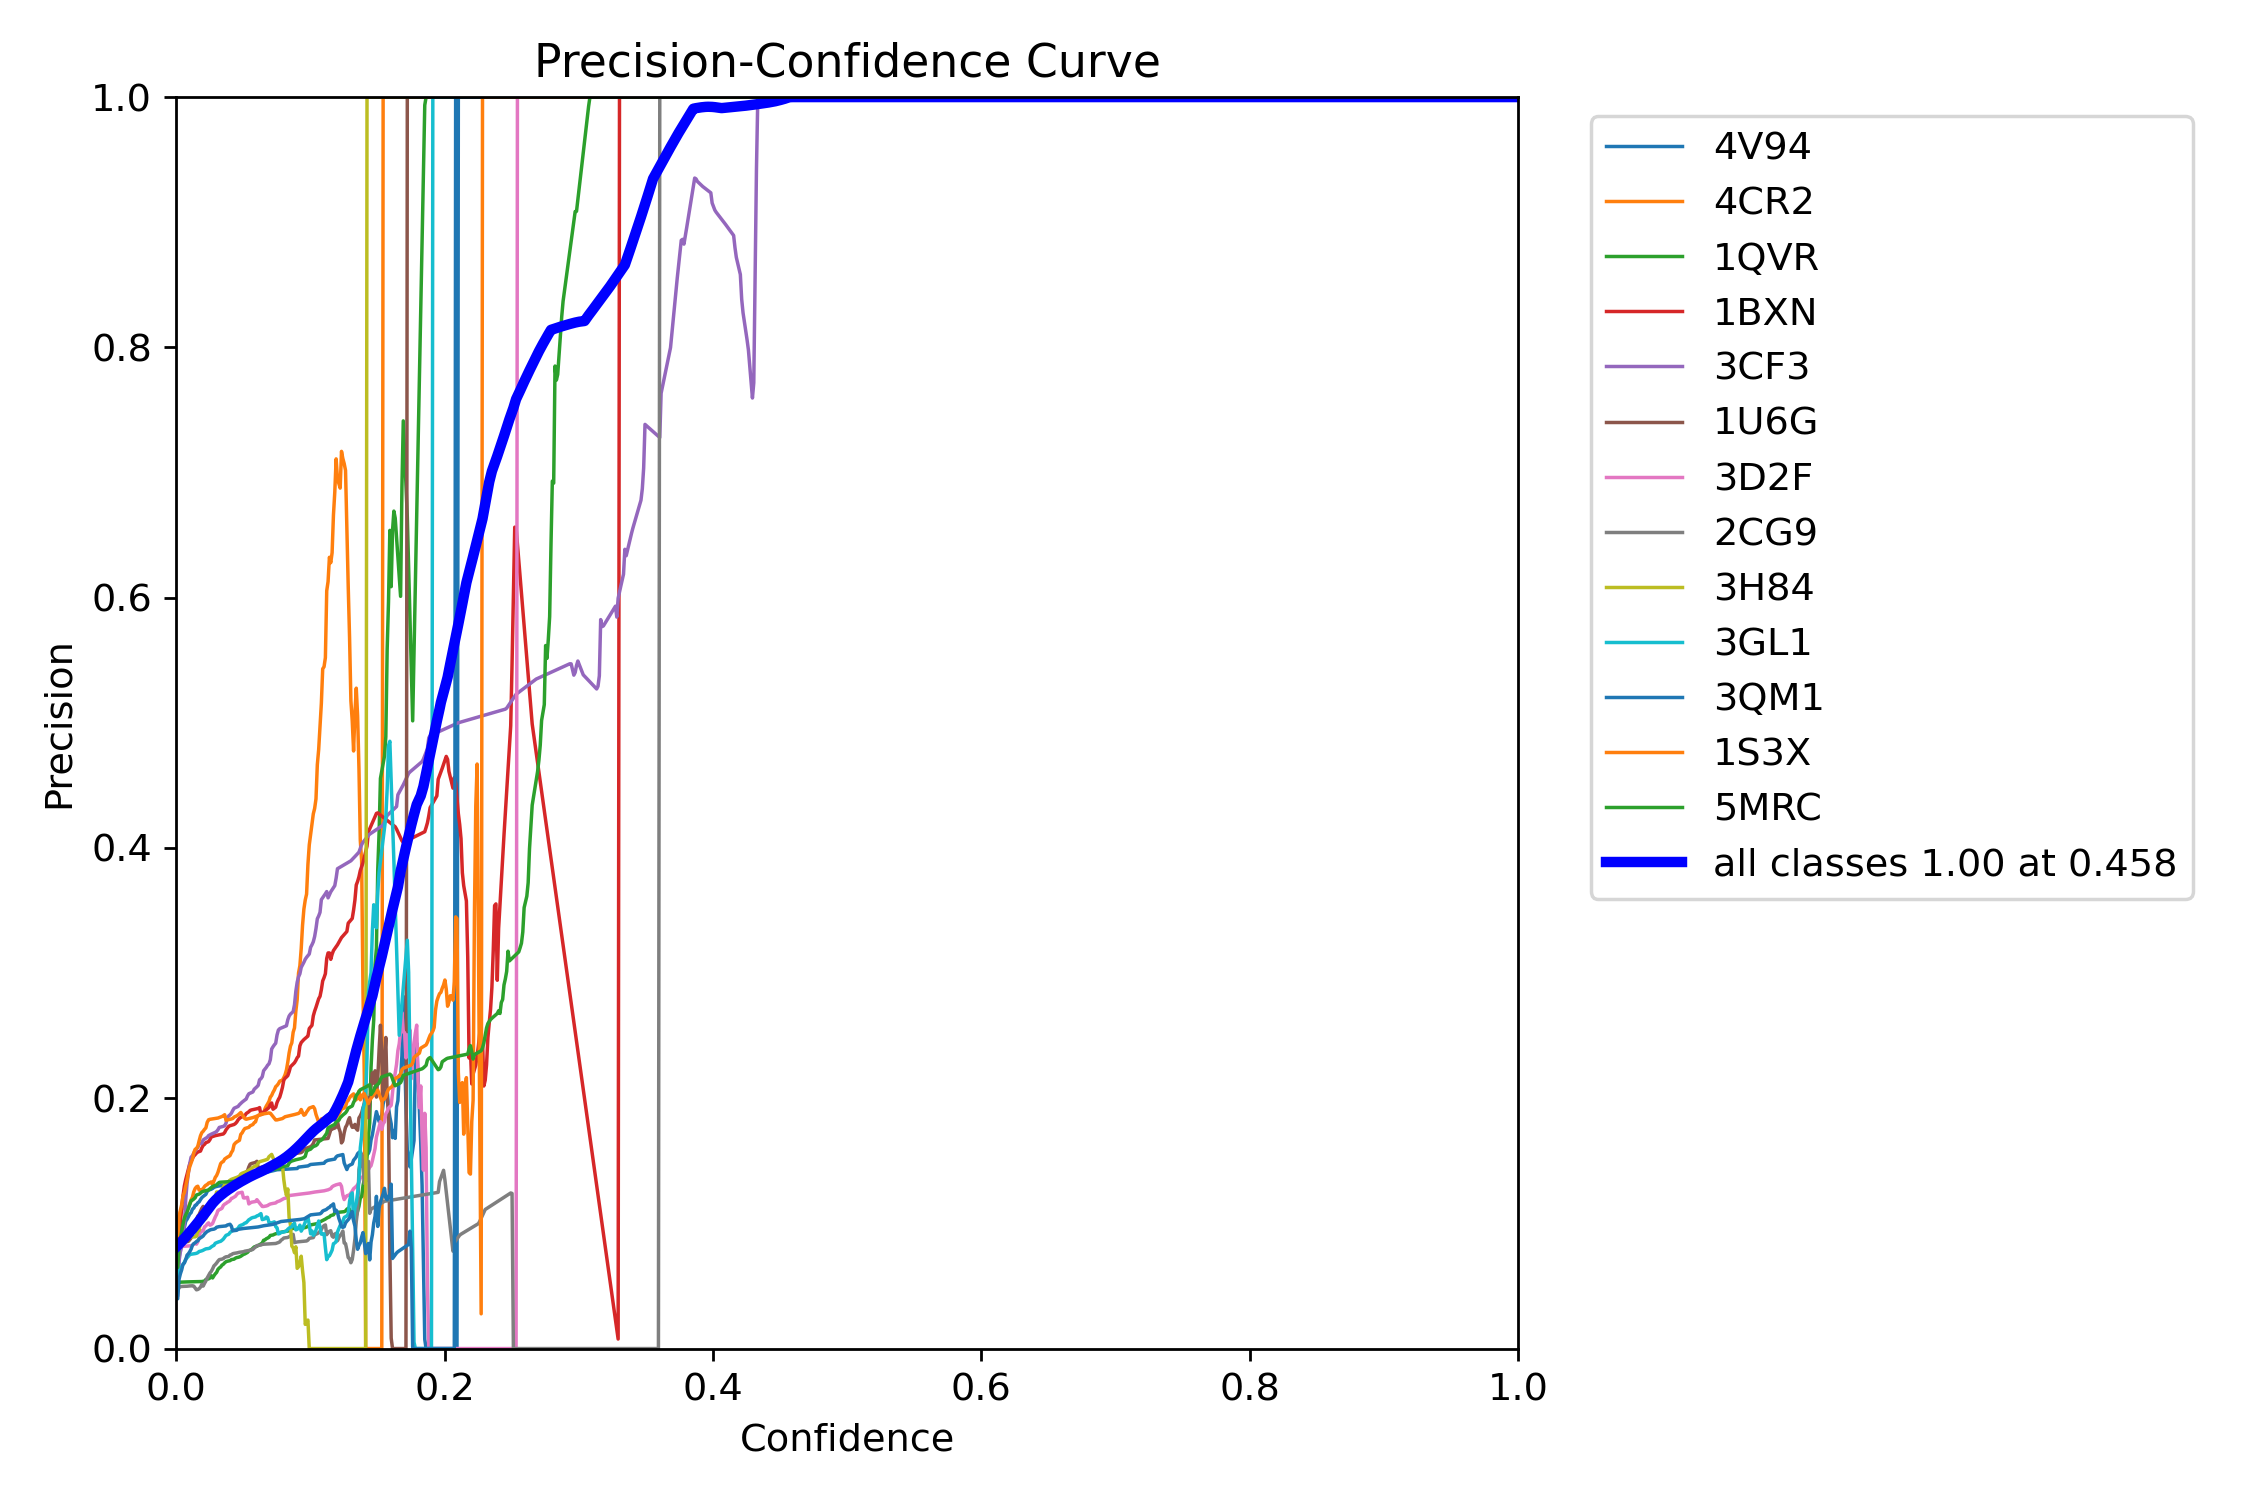 Precision-Confidence Curve
1.0
0.8
0.6
0.4
0.2
0.0
Precision
0.0 0.2 0.4 0.6 0.8 1.0
Confidence
4V94
4CR2
1QVR
1BXN
3CF3
1U6G
3D2F
2CG9
3H84
3GL1
3QM1
1S3X
5MRC
all classes 1.00 at 0.458